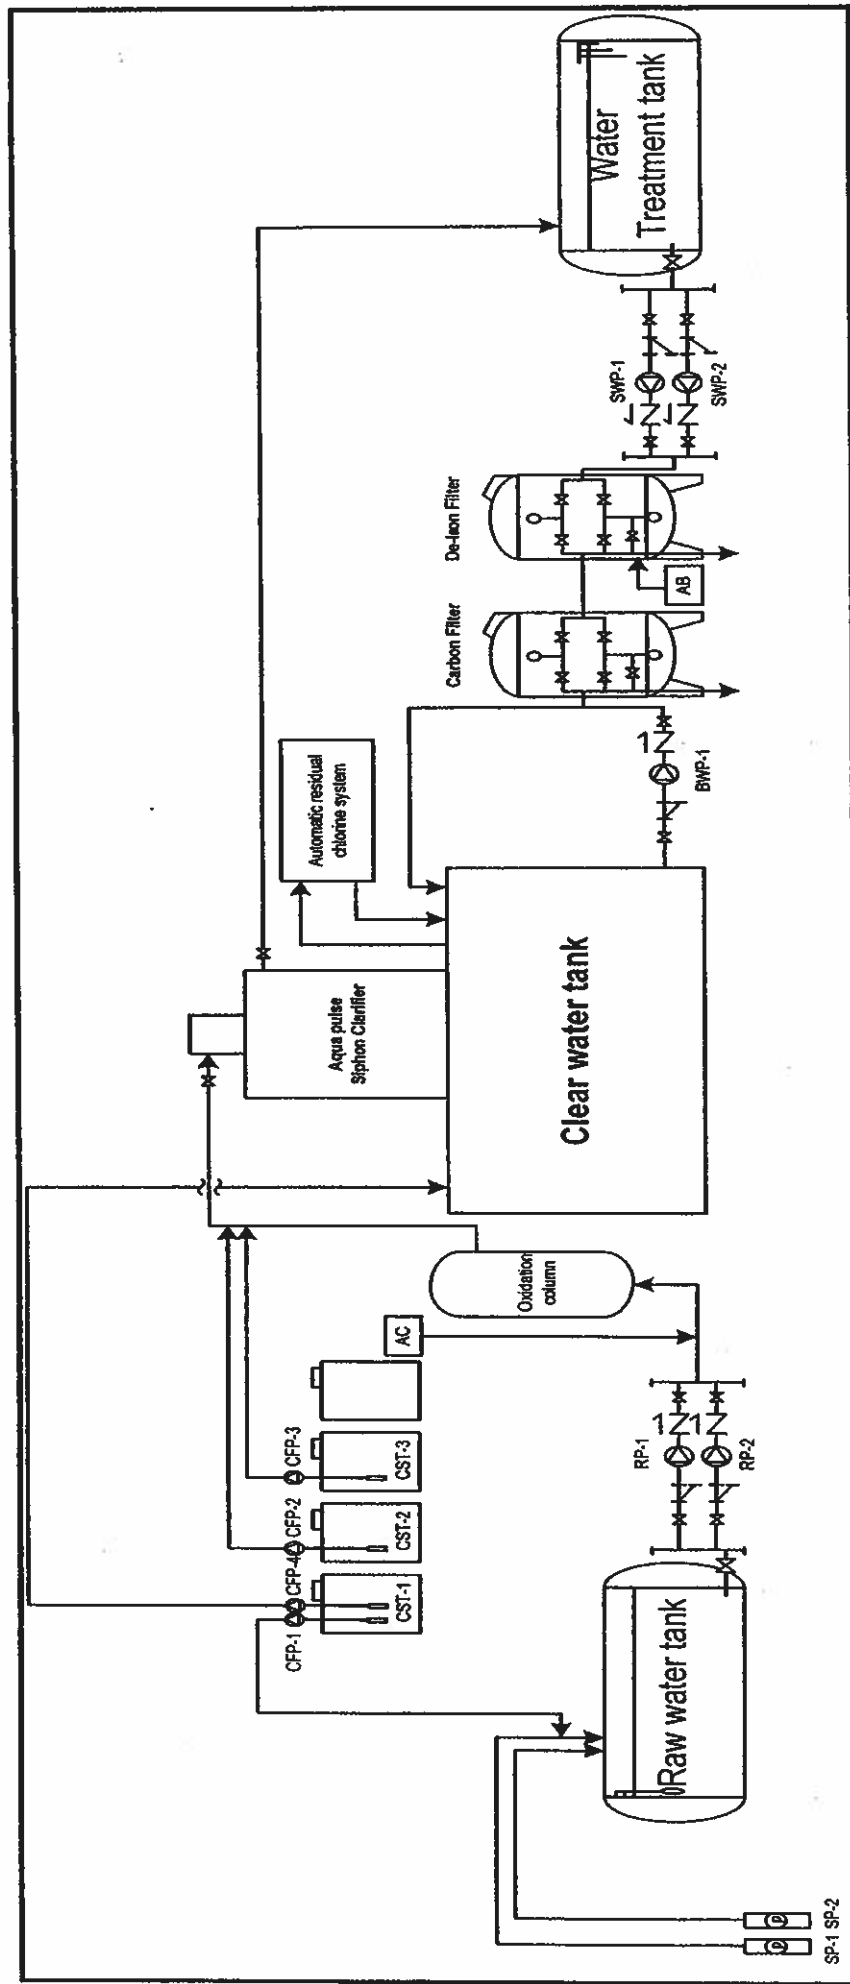 SP-1 SP-2
Raw water tank
CFP-1
CFP-4
CFP-2
CFP-3
CST-1
CST-2
CST-3
AC
RP-1
RP-2
Oxidation
column
Aqua pulse
Siphon Clarifier
Clear water tank
Automatic residual
chlorine system
BWP-1
Carbon Filter
De-Iaon Filter
AB
SWP-1
SWP-2
Water
Treatment tank